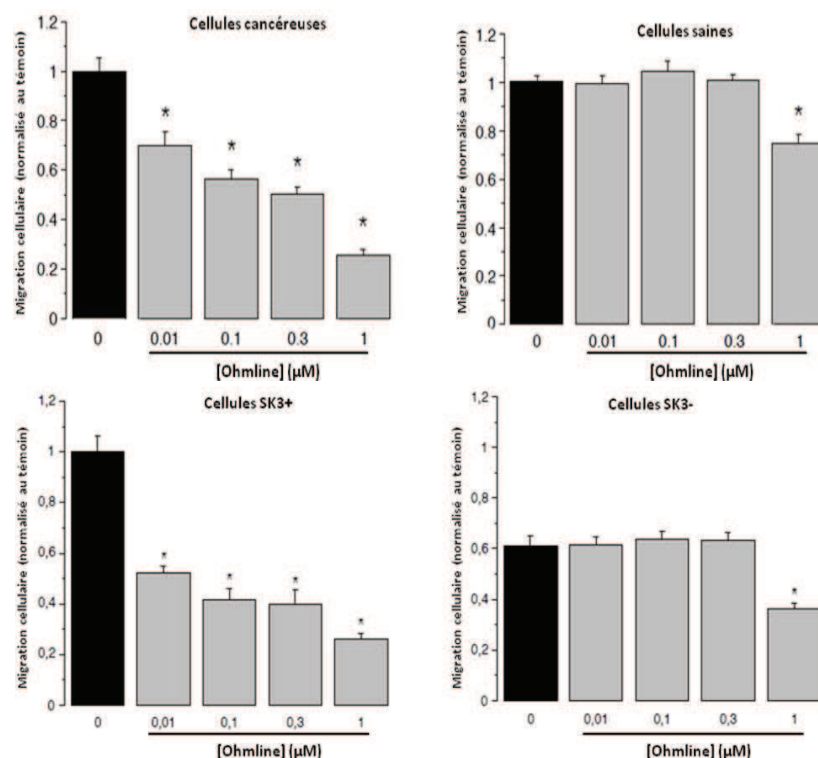 Cellules cancéreuses
Migration cellulaire (normalisé au témoin)
1.2
1
0.8
0.6
0.4
0.2
0
*
*
*
*
0 0.01 0.1 0.3 1
[Ohmline] (µM)
Cellules saines
Migration cellulaire (normalisé au témoin)
1.2
1
0.8
0.6
0.4
0.2
0
*
0 0.01 0.1 0.3 1
[Ohmline] (µM)
Cellules SK3+
Migration cellulaire (normalisé au témoin)
1,2
1
0,8
0,6
0,4
0,2
0
*
*
*
*
0 0,01 0,1 0,3 1
[Ohmline] (µM)
Cellules SK3-
Migration cellulaire (normalisé au témoin)
1,2
1
0,8
0,6
0,4
0,2
0
*
0 0,01 0,1 0,3 1
[Ohmline] (µM)